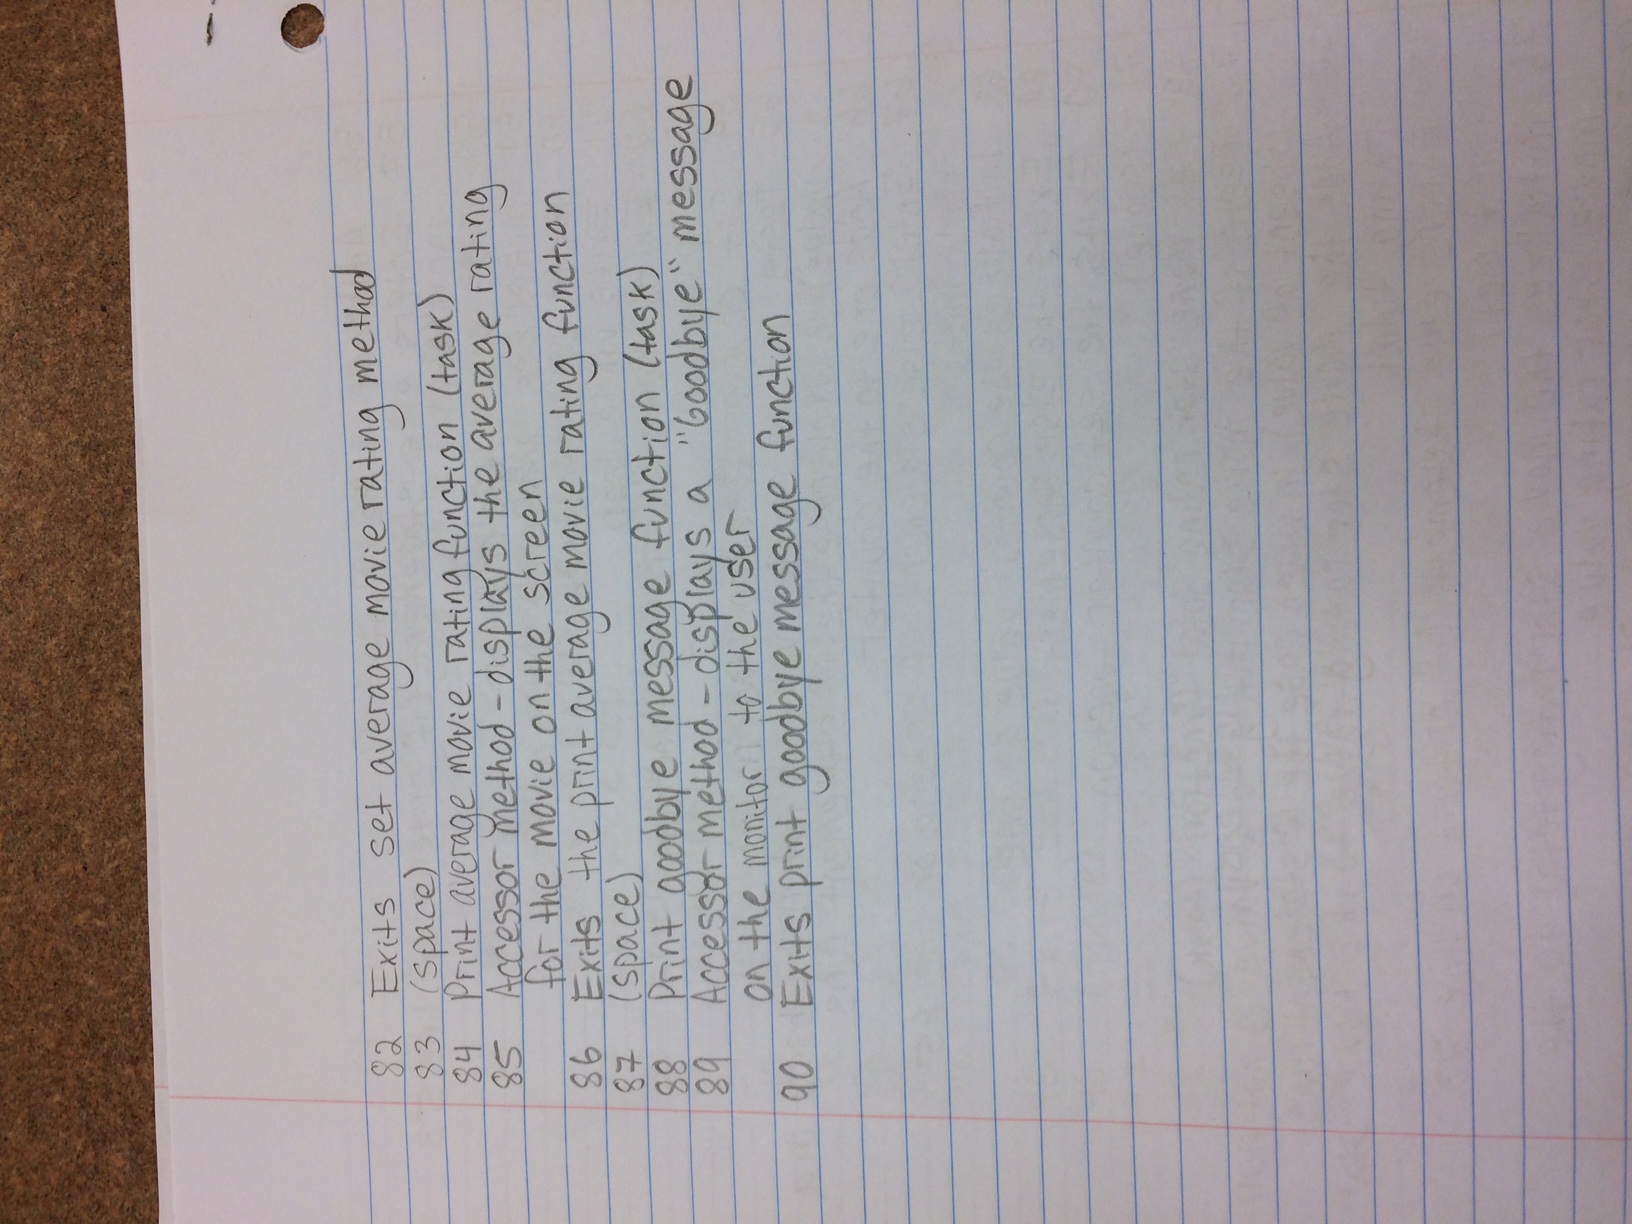 82 Exits set average movie rating method
83 (space)
84 Print average movie rating function (task)
85 Accessor method - displays the average rating
for the movie on the screen
86 Exits the print average movie rating function
87 (space)
88 Print goodbye message function (task)
89 Accessor method - displays a "Goodbye" message
on the monitor to the user
90 Exits print goodbye message function